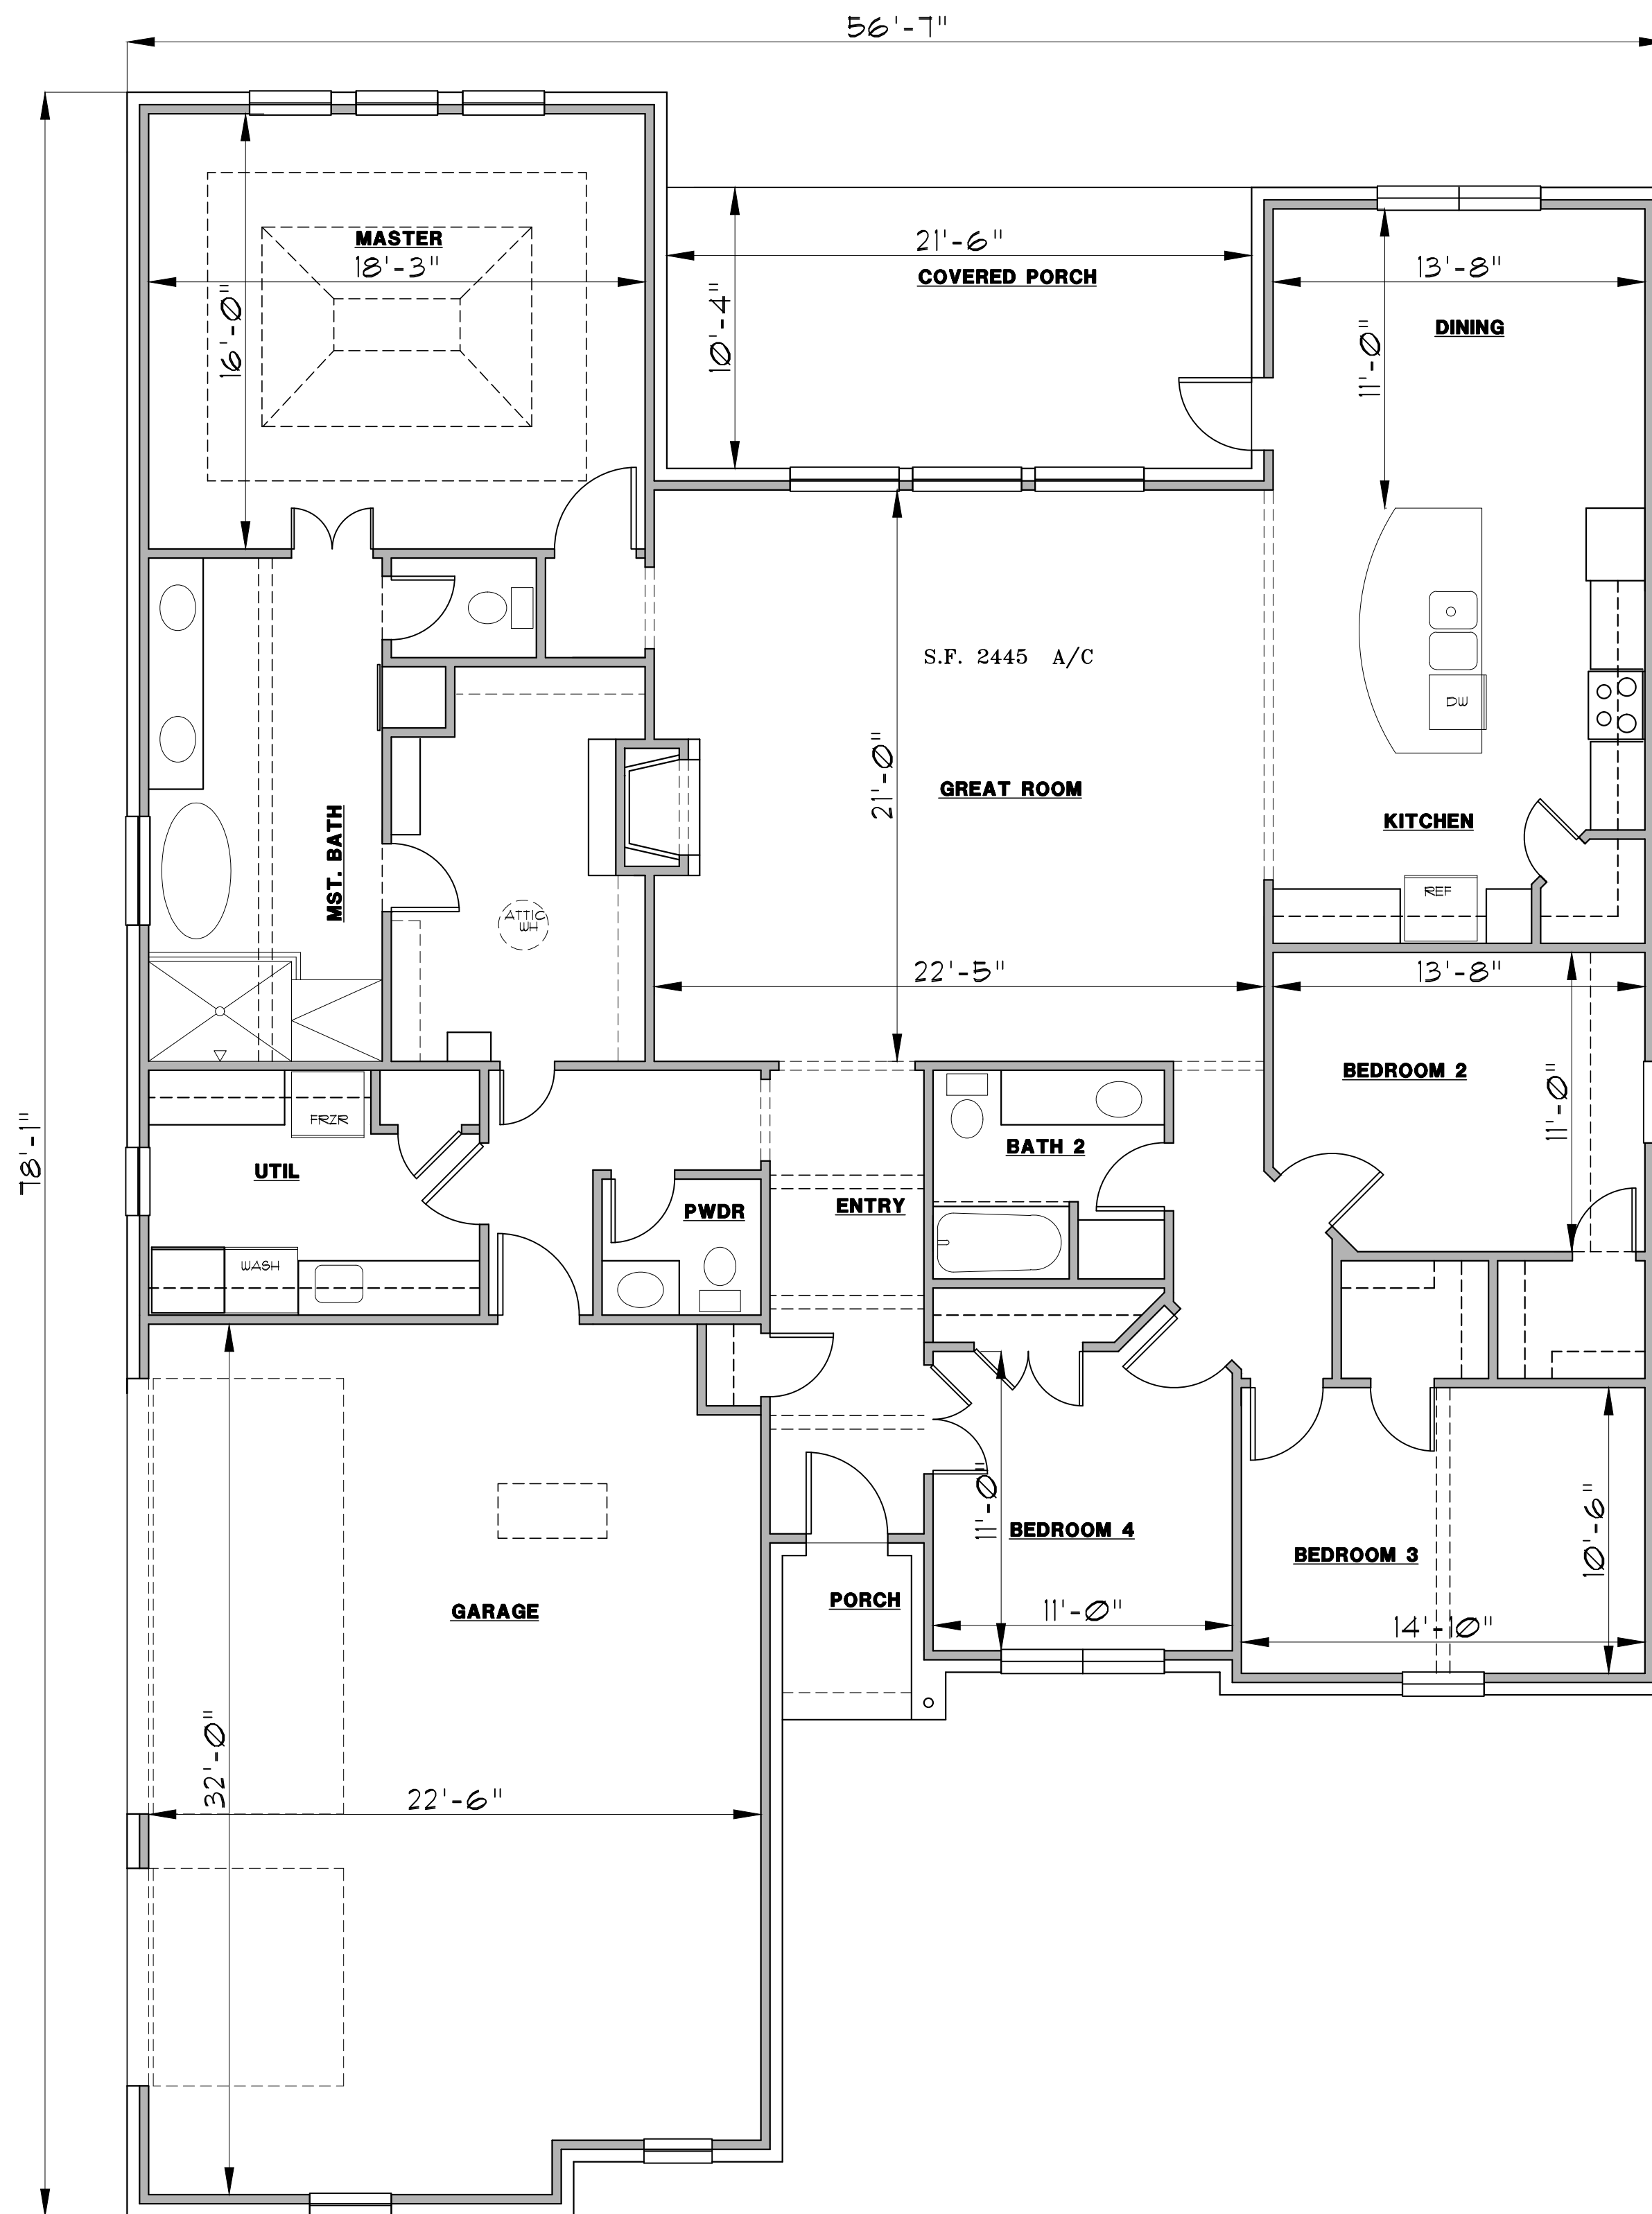 56'-7"
MASTER
18'-3"
16'-0"
21'-6"
COVERED PORCH
10'-4"
13'-8"
DINING
11'-0"
S.F. 2445 A/C
DW
21'-0"
GREAT ROOM
KITCHEN
MST. BATH
REF
ATTIC
WH
22'-5"
13'-8"
BEDROOM 2
11'-0"
78'-1"
FRZR
UTIL
BATH 2
PWDR
ENTRY
WASH
11'-0"
BEDROOM 4
BEDROOM 3
10'-6"
PORCH
GARAGE
11'-0"
14'-10"
32'-0"
22'-6"